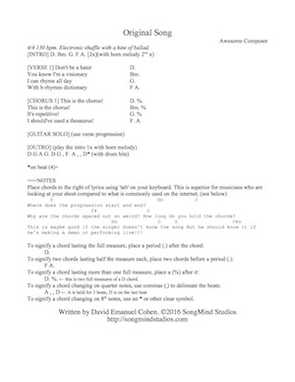 Original Song
Awesome Composer
4/4 130 bpm. Electronic shuffle with a hint of ballad.
[INTRO] D. Bm. G. F A. [2x](with horn melody 2nd x)
[VERSE 1] Don't be a hater D.
You know I'm a visionary Bm.
I can rhyme all day G.
With b rhythm dictionary F A.
[CHORUS 1] This is the chorus! D. %.
This is the chorus! Bm. %.
It's repetitive! G. %.
I should've used a thesaurus! F A.
[GUITAR SOLO] (use verse progression)
[OUTRO] (play the intro 1x with horn melody)
D G A G. D G , F A , , D* (with drum hits)
*on beat (4)+
~~NOTES
Place chords to the right of lyrics using 'tab' on your keyboard. This is superior for musicians who are
looking at your sheet compared to what is commonly used on the internet, (see below)
Where does the progression start and end?
Why are the chords spaced out so weird? How long do you hold the chords?
This is maybe good if the singer doesn't know the song But he should know it if
he's making a demo or performing live!!!
To signify a chord lasting the full measure, place a period (.) after the chord:
D.
To signify two chords lasting half the measure each, place two chords before a period (.):
F A.
To signify a chord lasting more than one full measure, place a (%) after it:
D. %. ← this is two full measures of a D chord
To signify a chord changing on quarter notes, use commas (,) to delineate the beats:
A , , D ← A is held for 3 beats, D is on the last beat
To signify a chord changing on 8th notes, use an * or other clear symbol.
Written by David Emanuel Cohen. ©2016 SongMind Studios.
http://songmindstudios.com